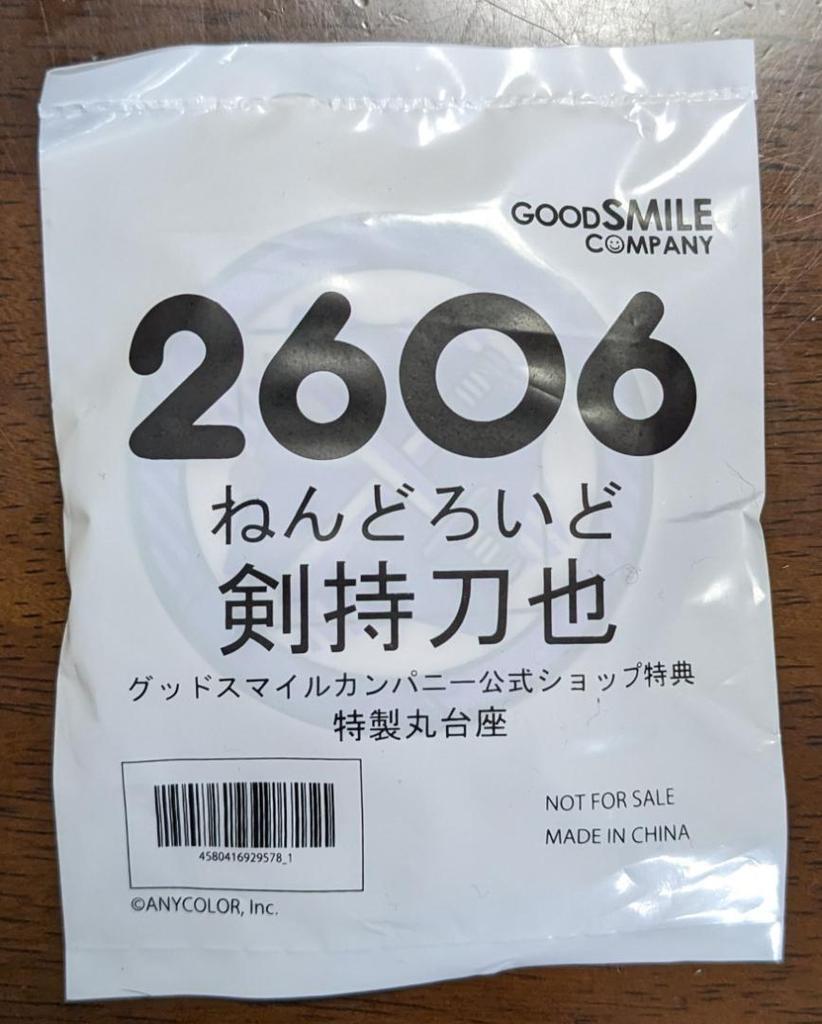 GOODSMILE
COMPANY
2606
ねんどろいど
剣持刀也
グッドスマイルカンパニー公式ショップ特典
特製丸台座
4580416929578_1
NOT FOR SALE
MADE IN CHINA
©ANYCOLOR, Inc.